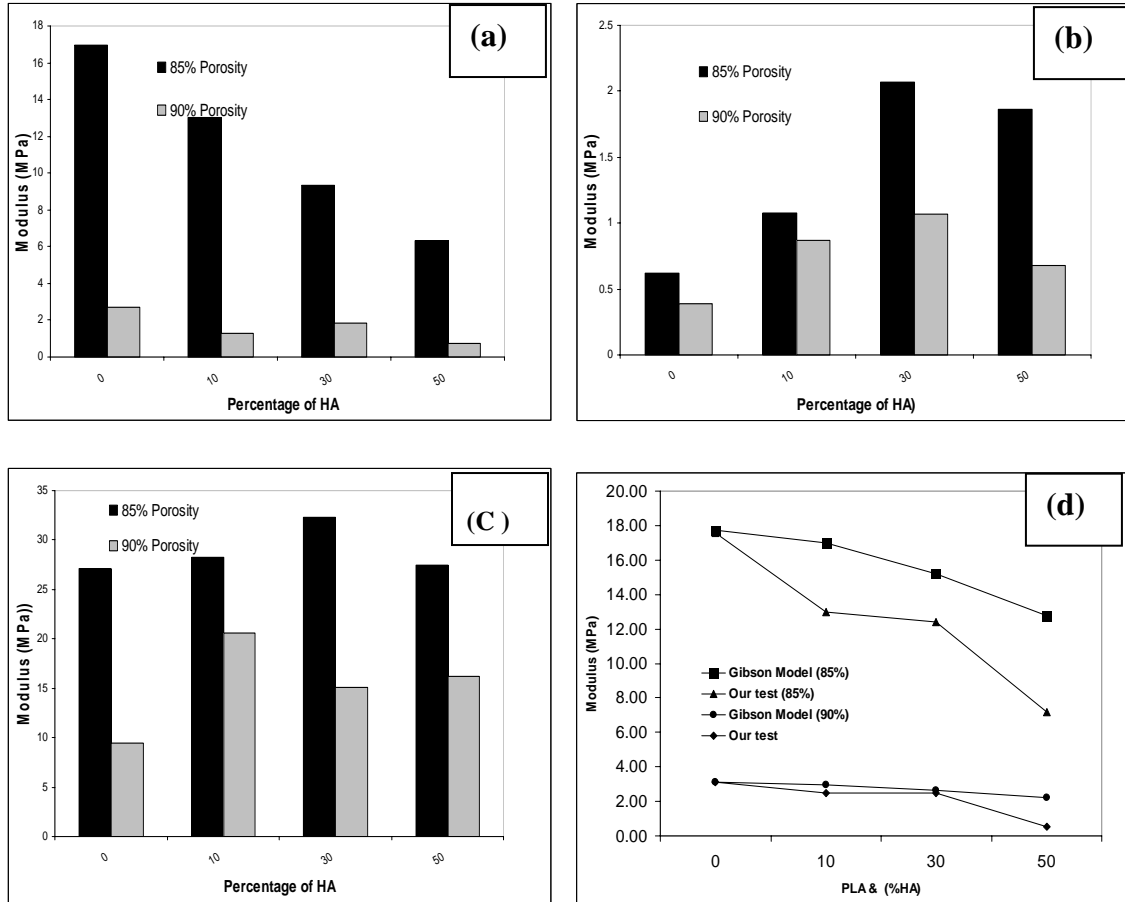 (a)
18
16
14
12
10
8
6
4
2
0
Modulus (MPa)
85% Porosity
90% Porosity
0
10
30
50
Percentage of HA
(b)
2.5
2
1.5
1
0.5
0
Modulus (MPa)
85% Porosity
90% Porosity
0
10
30
50
Percentage of HA)
(C )
35
30
25
20
15
10
5
0
Modulus (MPa))
85% Porosity
90% Porosity
0
10
30
50
Percentage of HA
(d)
20.00
18.00
16.00
14.00
12.00
10.00
8.00
6.00
4.00
2.00
0.00
Modulus (MPa)
Gibson Model (85%)
Our test (85%)
Gibson Model (90%)
Our test
0
10
30
50
PLA & (%HA)